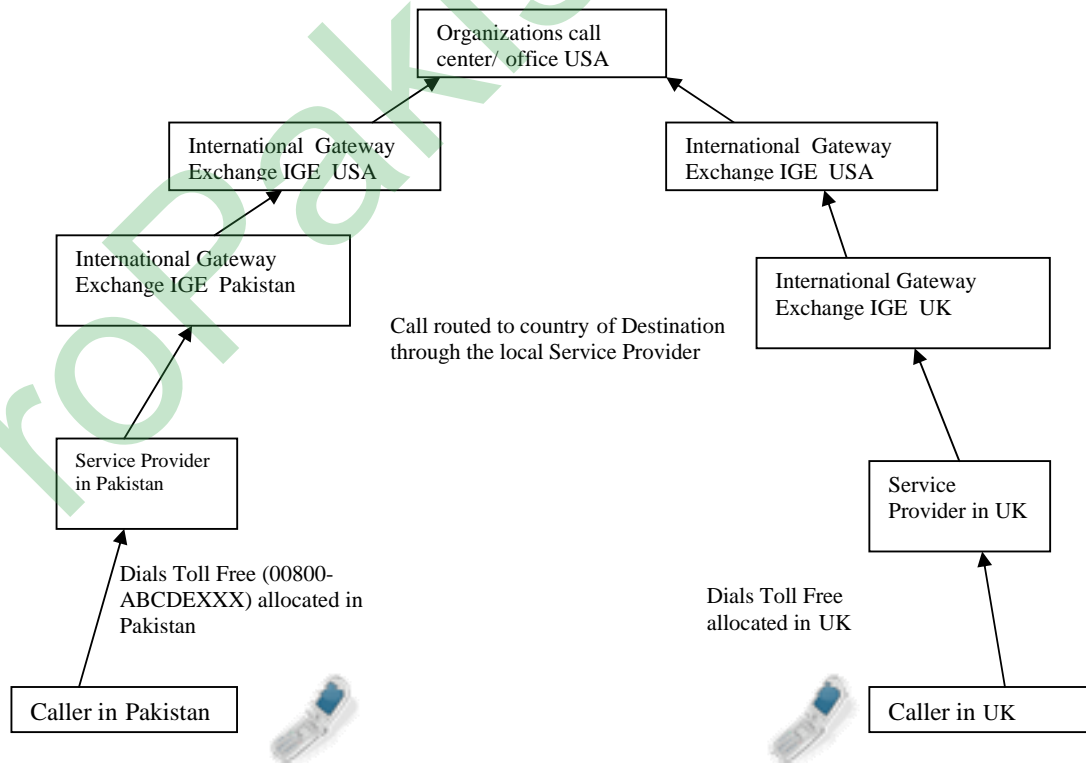 Organizations call
center/ office USA
International Gateway
Exchange IGE USA
International Gateway
Exchange IGE USA
International Gateway
Exchange IGE Pakistan
International Gateway
Exchange IGE UK
Call routed to country of Destination
through the local Service Provider
Service Provider
in Pakistan
Service
Provider in UK
Dials Toll Free (00800-
ABCDEXXX) allocated in
Pakistan
Dials Toll Free
allocated in UK
Caller in Pakistan
Caller in UK
roPakis